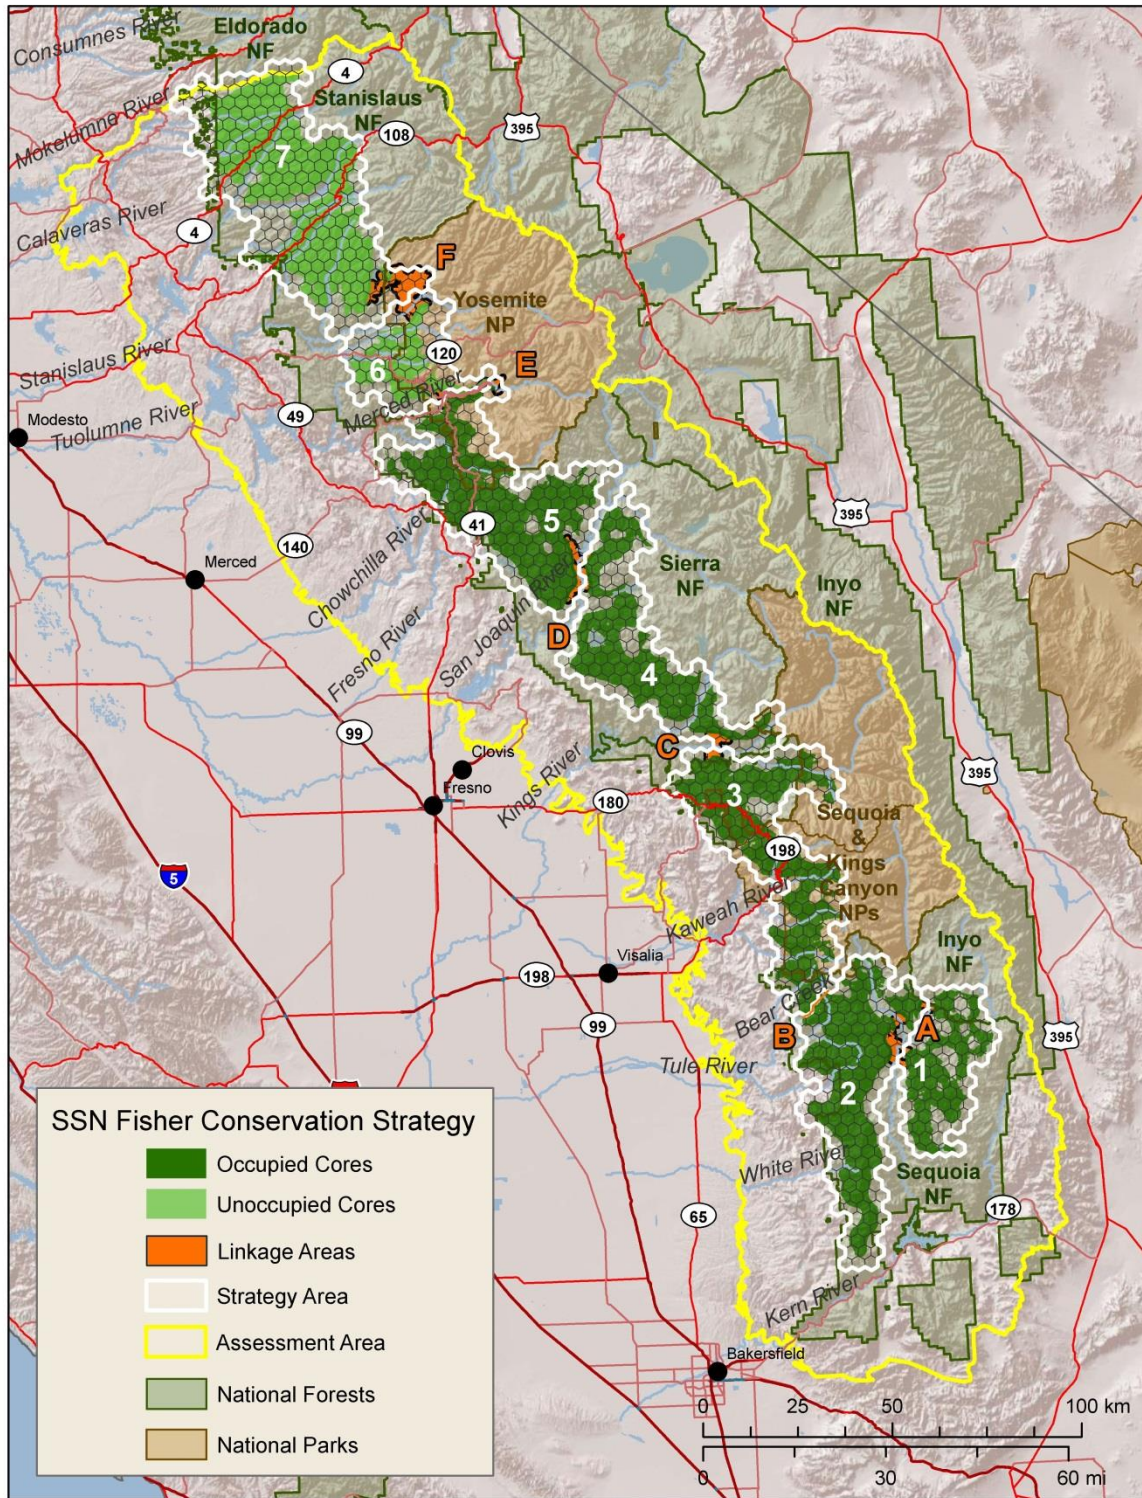 Consumnes River
Eldorado
NF
4
Stanislaus
NF
Mokelumne River
108
395
7
Calaveras River
4
F
Yosemite
NP
120
E
Stanislaus River
6
Merced River
49
Modesto
Tuolumne River
395
5
41
140
Chowchilla River
Merced
Sierra
NF
Inyo
NF
San Joaquin River
D
Fresno River
4
99
C
Clovis
395
Fresno
Kings River
180
3
Sequoia
&
Kings
Canyon
NPs
198
5
Kaweah River
Inyo
NF
Visalia
198
Bear Creek
99
B
A
395
Tule River
1
2
White River
Sequoia
NF
65
178
Kern River
Bakersfield
SSN Fisher Conservation Strategy
Occupied Cores
Unoccupied Cores
Linkage Areas
Strategy Area
Assessment Area
National Forests
National Parks
0 25 50 100 km
0 30 60 mi